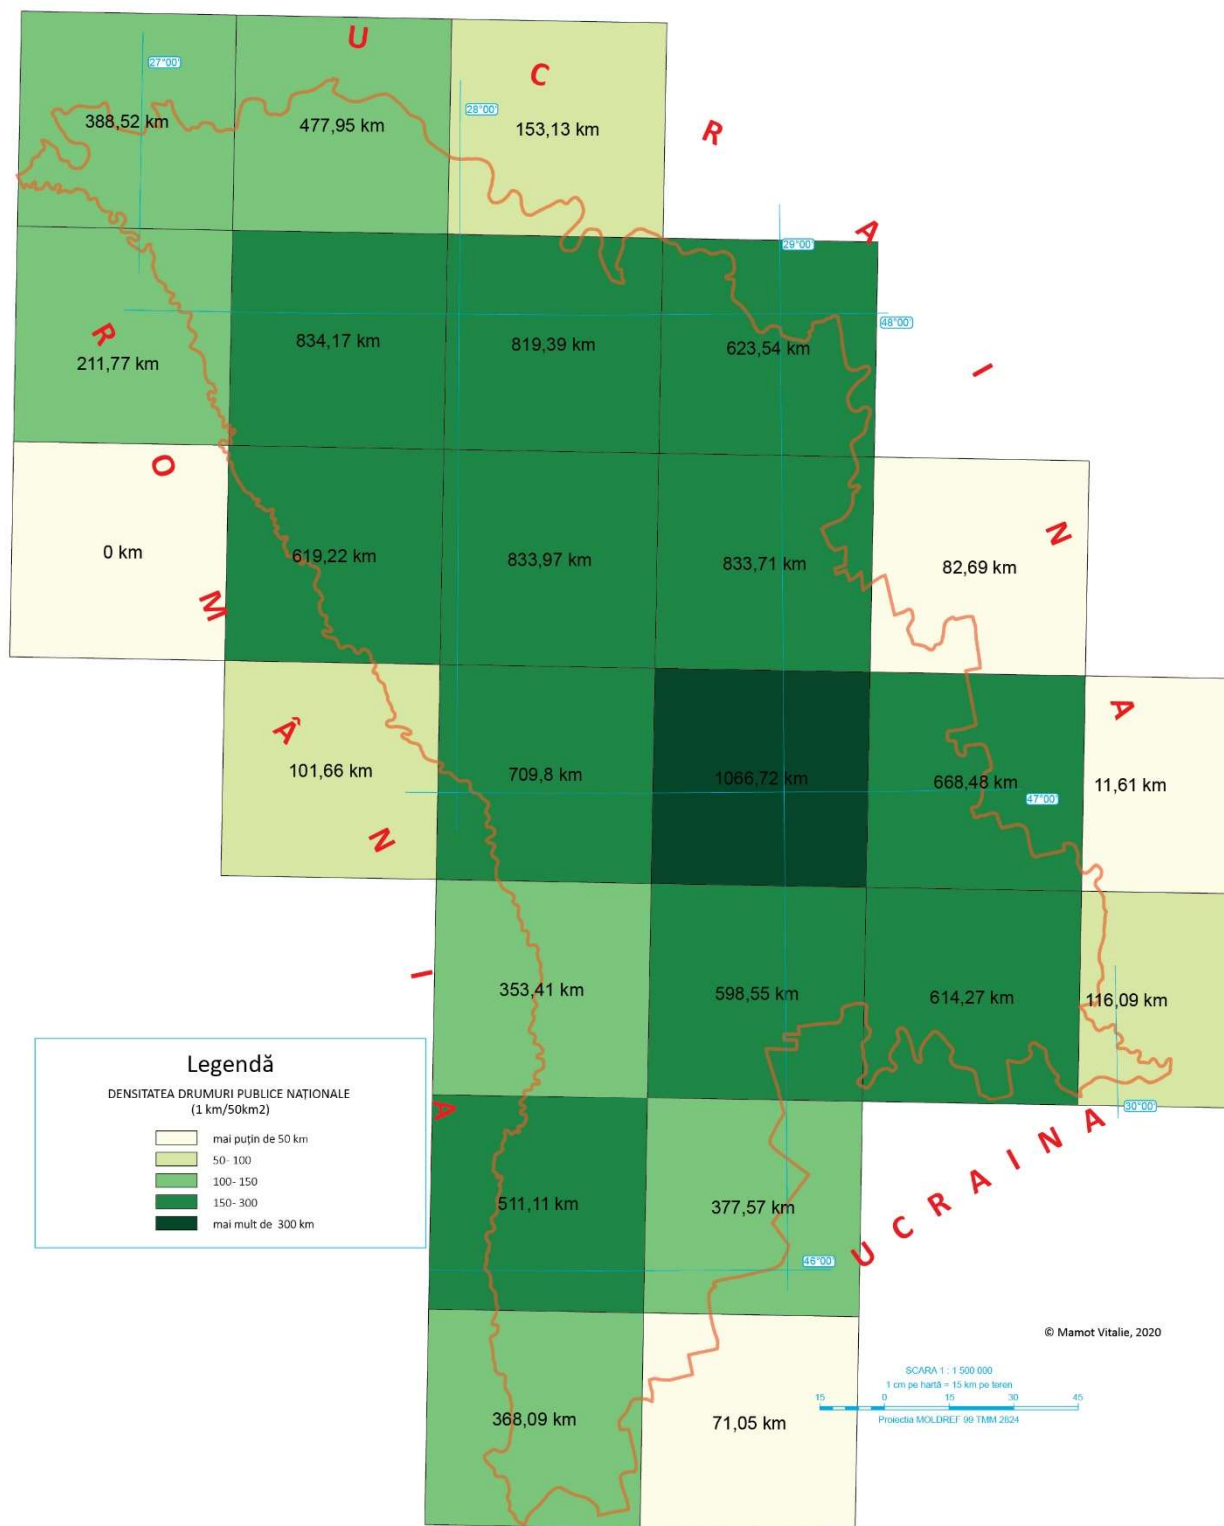 U
27°00'
C
28°00'
388,52 km
477,95 km
153,13 km
R
A
29°00'
48°00'
R
834,17 km
819,39 km
623,54 km
211,77 km
I
O
N
0 km
619,22 km
833,97 km
833,71 km
82,69 km
M
A
Â
101,66 km
709,8 km
1066,72 km
668,48 km
11,61 km
47°00'
N
I
353,41 km
598,55 km
614,27 km
116,09 km
A
30°00'
Legendă
DENSITATEA DRUMURI PUBLICE NAȚIONALE
(1 km/50km2)
mai puțin de 50 km
50- 100
100- 150
150- 300
mai mult de 300 km
511,11 km
377,57 km
UCRAINA
46°00'
© Mamot Vitalie, 2020
SCARA 1 : 1 500 000
1 cm pe hartă = 15 km pe teren
15 0 15 30 45
Proiectia MOLDREF 99 TMM 2824
368,09 km
71,05 km